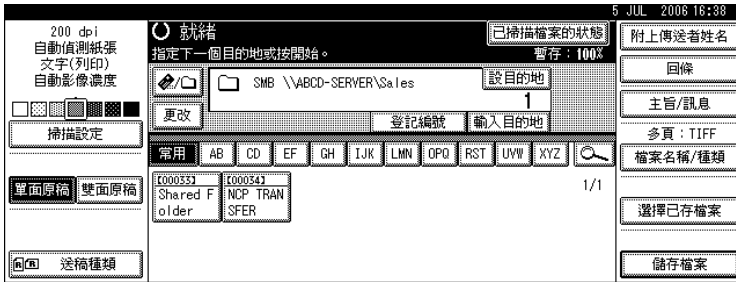 5 JUL 2006 16:38
200 dpi
自動偵測紙張
文字(列印)
自動影像濃度
掃描設定
單面原稿 雙面原稿
送稿種類
就緒
已掃描檔案的狀態
指定下一個目的地或按開始。
暫存:100%
SMB \\ABCD-SERVER\Sales
設目的地
1
更改
登記編號 輸入目的地
常用 AB CD EF GH IJK LMN OPQ RST UVW XYZ
[00033]
Shared F
older
[00034]
NCP TRAN
SFER
1/1
附上傳送者姓名
回條
主旨/訊息
多頁:TIFF
檔案名稱/種類
選擇已存檔案
儲存檔案